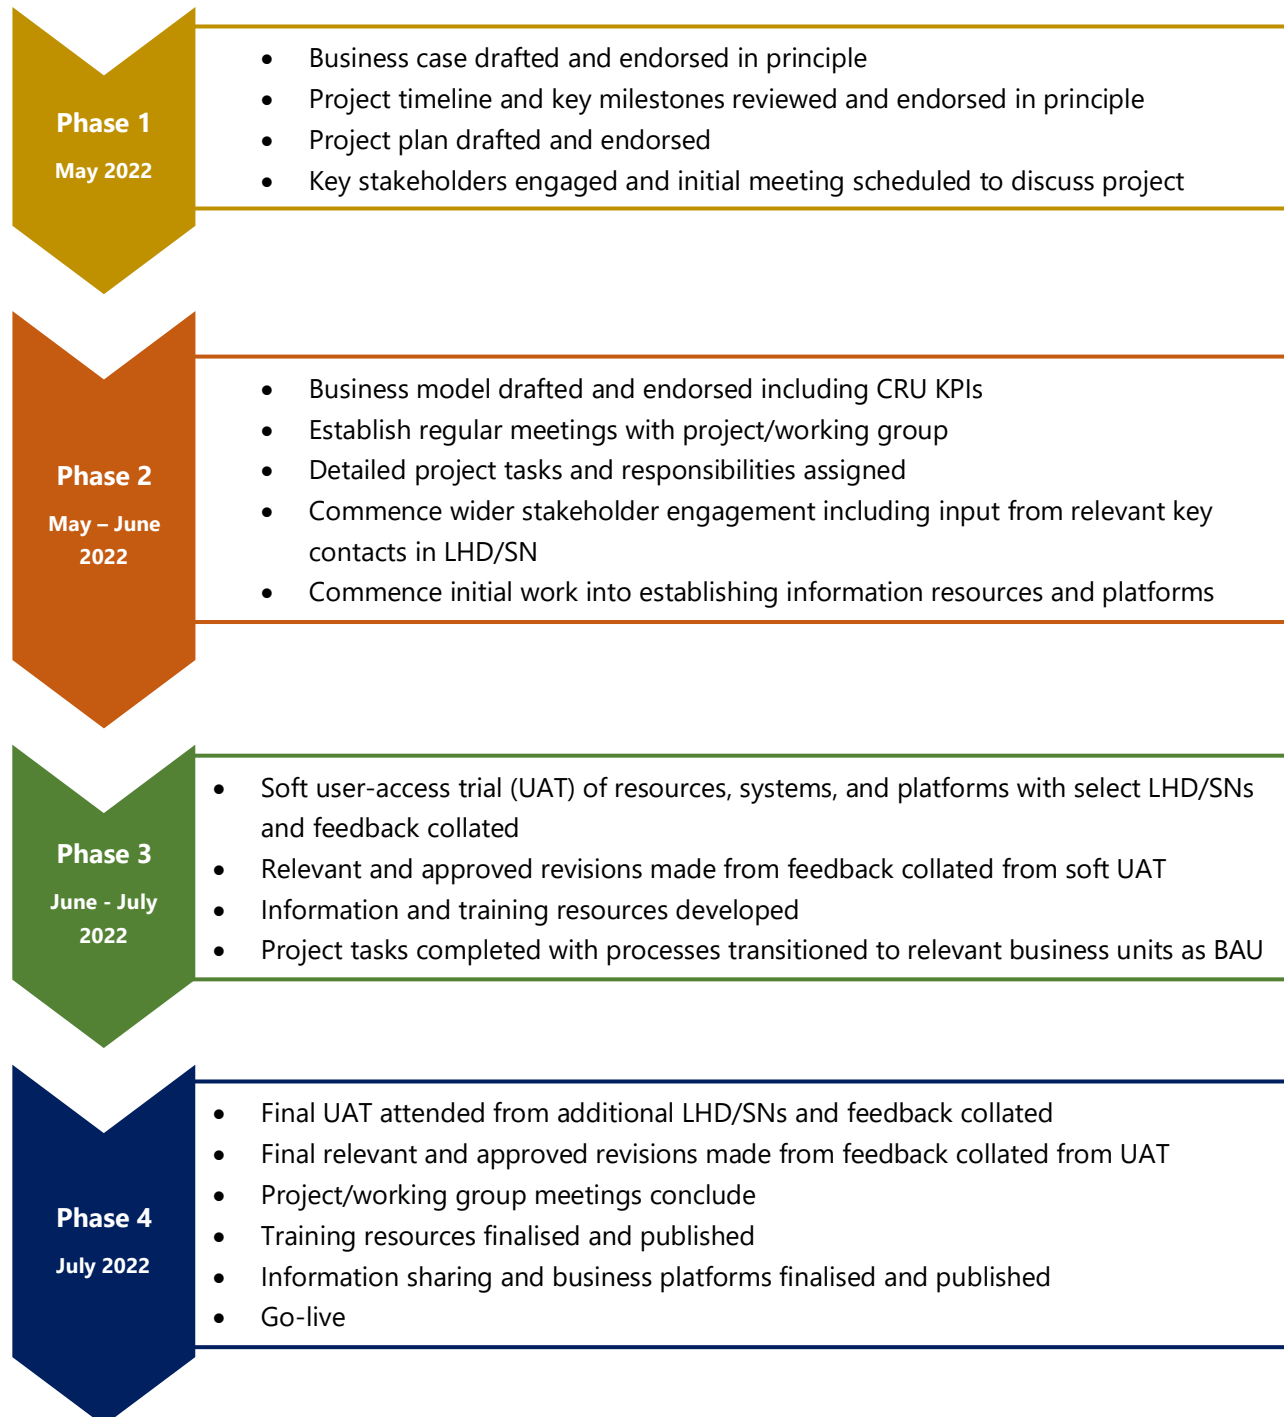 Phase 1
May 2022
• Business case drafted and endorsed in principle
• Project timeline and key milestones reviewed and endorsed in principle
• Project plan drafted and endorsed
• Key stakeholders engaged and initial meeting scheduled to discuss project
Phase 2
May – June
2022
• Business model drafted and endorsed including CRU KPIs
• Establish regular meetings with project/working group
• Detailed project tasks and responsibilities assigned
• Commence wider stakeholder engagement including input from relevant key
contacts in LHD/SN
• Commence initial work into establishing information resources and platforms
Phase 3
June - July
2022
• Soft user-access trial (UAT) of resources, systems, and platforms with select LHD/SNs
and feedback collated
• Relevant and approved revisions made from feedback collated from soft UAT
• Information and training resources developed
• Project tasks completed with processes transitioned to relevant business units as BAU
Phase 4
July 2022
• Final UAT attended from additional LHD/SNs and feedback collated
• Final relevant and approved revisions made from feedback collated from UAT
• Project/working group meetings conclude
• Training resources finalised and published
• Information sharing and business platforms finalised and published
• Go-live